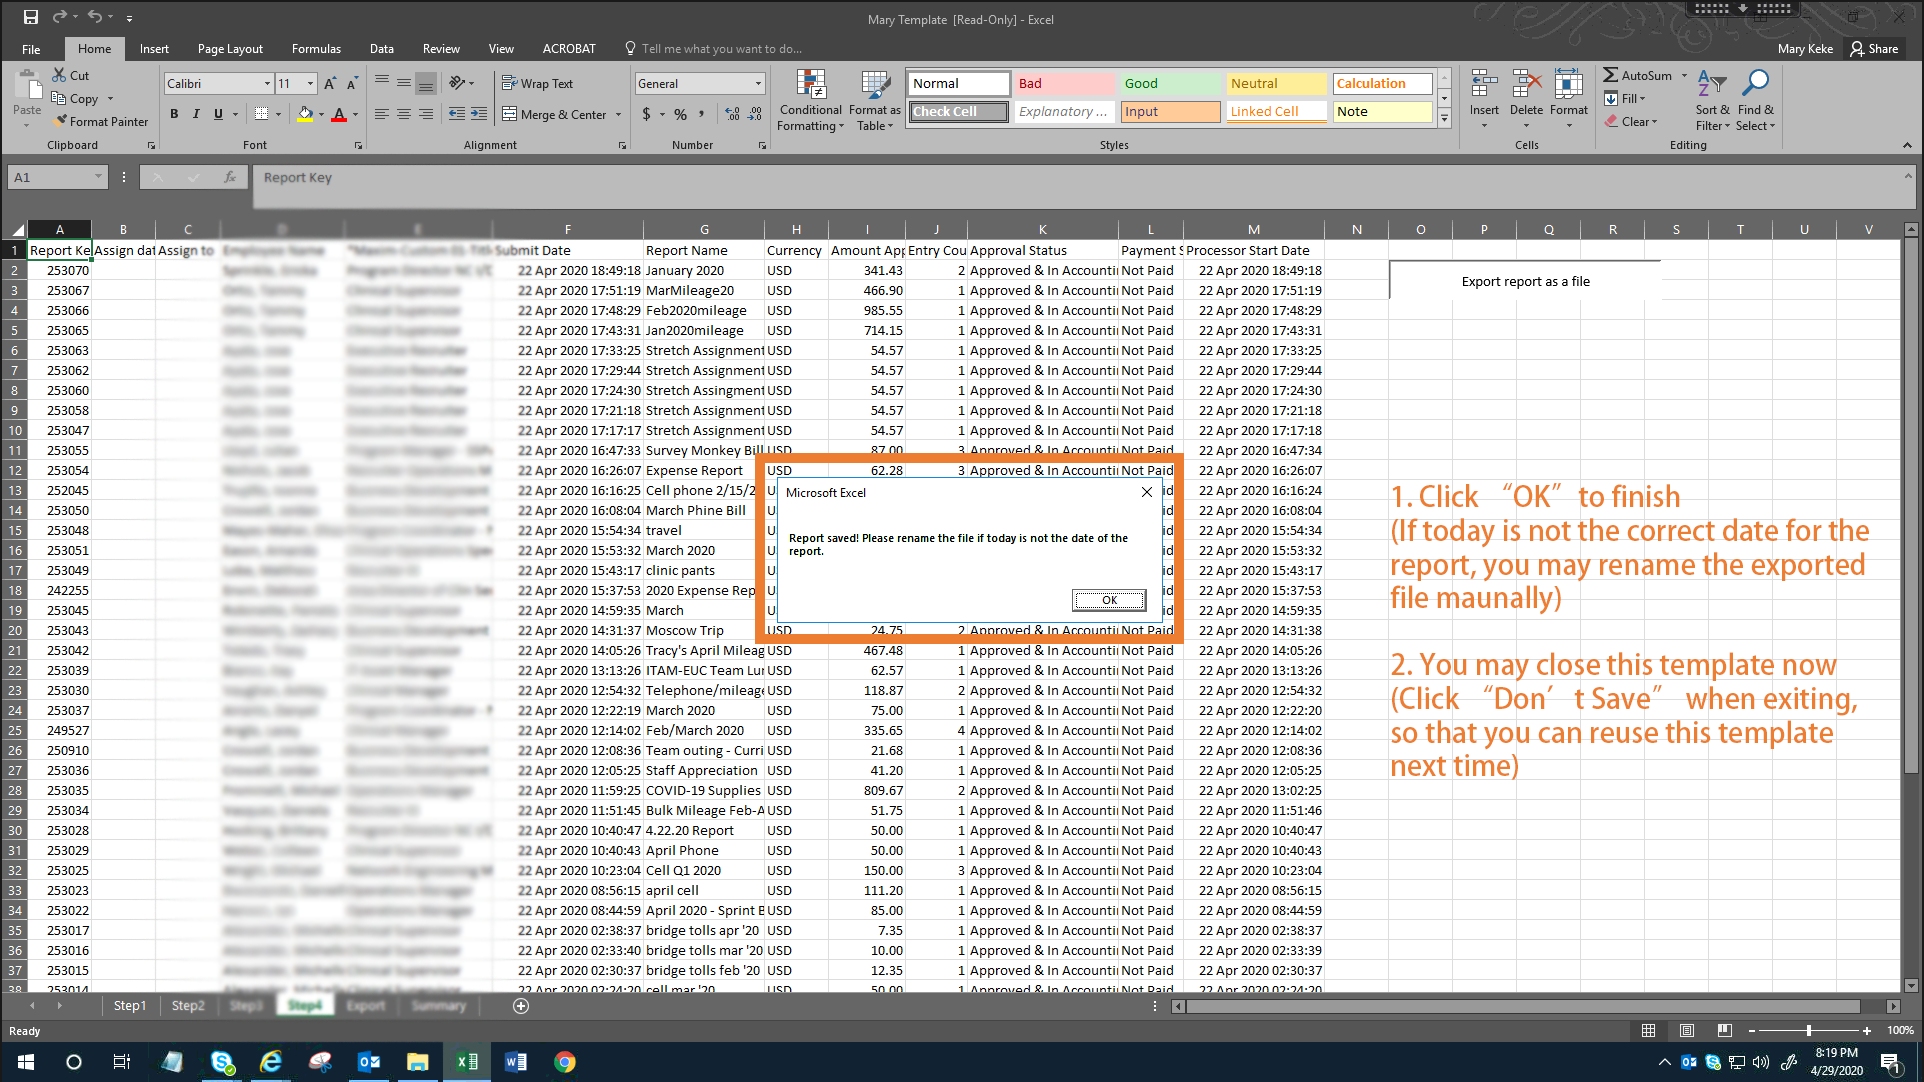 Mary Template [Read-Only] - Excel
File Home Insert Page Layout Formulas Data Review View ACROBAT Tell me what you want to do... Mary Keke Share
Paste Cut Copy Format Painter Clipboard
Calibri 11 B I U A Font
Wrap Text Merge & Center Alignment
General $ % , Number
Conditional Formatting Format as Table
Normal Bad Good Neutral Calculation
Check Cell Explanatory ... Input Linked Cell Note
Styles
Insert Delete Format Cells
AutoSum Fill Clear Sort & Filter Find & Select Editing
A1 fx Report Key
A B C D E F G H I J K L M N O P Q R S T U V
1 Report Ke Assign dat Assign to Employee Name Submit Date Report Name Currency Amount App Entry Cou Approval Status Payment S Processor Start Date
2 253070 22 Apr 2020 18:49:18 January 2020 USD 341.43 2 Approved & In Accounti Not Paid 22 Apr 2020 18:49:18
Export report as a file
3 253067 22 Apr 2020 17:51:19 MarMileage20 USD 466.90 1 Approved & In Accounti Not Paid 22 Apr 2020 17:51:19
4 253066 22 Apr 2020 17:48:29 Feb2020mileage USD 985.55 1 Approved & In Accounti Not Paid 22 Apr 2020 17:48:29
5 253065 22 Apr 2020 17:43:31 Jan2020mileage USD 714.15 1 Approved & In Accounti Not Paid 22 Apr 2020 17:43:31
6 253063 22 Apr 2020 17:33:25 Stretch Assignment USD 54.57 1 Approved & In Accounti Not Paid 22 Apr 2020 17:33:25
7 253062 22 Apr 2020 17:29:44 Stretch Assignment USD 54.57 1 Approved & In Accounti Not Paid 22 Apr 2020 17:29:44
8 253060 22 Apr 2020 17:24:30 Stretch Assingment USD 54.57 1 Approved & In Accounti Not Paid 22 Apr 2020 17:24:30
9 253058 22 Apr 2020 17:21:18 Stretch Assignment USD 54.57 1 Approved & In Accounti Not Paid 22 Apr 2020 17:21:18
10 253047 22 Apr 2020 17:17:17 Stretch Assignment USD 54.57 1 Approved & In Accounti Not Paid 22 Apr 2020 17:17:18
11 253055 22 Apr 2020 16:47:33 Survey Monkey Bill USD 87.00 3 Approved & In Accounti Not Paid 22 Apr 2020 16:47:34
12 253054 22 Apr 2020 16:26:07 Expense Report USD 62.28 3 Approved & In Accounti Not Paid 22 Apr 2020 16:26:07
13 252045 22 Apr 2020 16:16:25 Cell phone 2/15/2 22 Apr 2020 16:16:24
14 253050 22 Apr 2020 16:08:04 March Phine Bill 22 Apr 2020 16:08:04
15 253048 22 Apr 2020 15:54:34 travel 22 Apr 2020 15:54:34
16 253051 22 Apr 2020 15:53:32 March 2020 22 Apr 2020 15:53:32
17 253049 22 Apr 2020 15:43:17 clinic pants 22 Apr 2020 15:43:17
18 242255 22 Apr 2020 15:37:53 2020 Expense Rep 22 Apr 2020 15:37:53
19 253045 22 Apr 2020 14:59:35 March 22 Apr 2020 14:59:35
20 253043 22 Apr 2020 14:31:37 Moscow Trip USD 24.75 2 Approved & In Accounti Not Paid 22 Apr 2020 14:31:38
21 253042 22 Apr 2020 14:05:26 Tracy's April Mileag USD 467.48 1 Approved & In Accounti Not Paid 22 Apr 2020 14:05:26
22 253039 22 Apr 2020 13:13:26 ITAM-EUC Team Lur USD 62.57 1 Approved & In Accounti Not Paid 22 Apr 2020 13:13:26
23 253030 22 Apr 2020 12:54:32 Telephone/mileage USD 118.87 2 Approved & In Accounti Not Paid 22 Apr 2020 12:54:32
24 253037 22 Apr 2020 12:22:19 March 2020 USD 75.00 1 Approved & In Accounti Not Paid 22 Apr 2020 12:22:20
25 249527 22 Apr 2020 12:14:02 Feb/March 2020 USD 335.65 4 Approved & In Accounti Not Paid 22 Apr 2020 12:14:02
26 250910 22 Apr 2020 12:08:36 Team outing - Curri USD 21.68 1 Approved & In Accounti Not Paid 22 Apr 2020 12:08:36
27 253036 22 Apr 2020 12:05:25 Staff Appreciation USD 41.20 1 Approved & In Accounti Not Paid 22 Apr 2020 12:05:25
28 253035 22 Apr 2020 11:59:25 COVID-19 Supplies USD 809.67 2 Approved & In Accounti Not Paid 22 Apr 2020 13:02:25
29 253034 22 Apr 2020 11:51:45 Bulk Mileage Feb-A USD 51.75 1 Approved & In Accounti Not Paid 22 Apr 2020 11:51:46
30 253028 22 Apr 2020 10:40:47 4.22.20 Report USD 50.00 1 Approved & In Accounti Not Paid 22 Apr 2020 10:40:47
31 253029 22 Apr 2020 10:40:43 April Phone USD 50.00 1 Approved & In Accounti Not Paid 22 Apr 2020 10:40:43
32 253025 22 Apr 2020 10:23:04 Cell Q1 2020 USD 150.00 3 Approved & In Accounti Not Paid 22 Apr 2020 10:23:04
33 253023 22 Apr 2020 08:56:15 april cell USD 111.20 1 Approved & In Accounti Not Paid 22 Apr 2020 08:56:15
34 253022 22 Apr 2020 08:44:59 April 2020 - Sprint B USD 85.00 1 Approved & In Accounti Not Paid 22 Apr 2020 08:44:59
35 253017 22 Apr 2020 02:38:37 bridge tolls apr '20 USD 7.35 1 Approved & In Accounti Not Paid 22 Apr 2020 02:38:37
36 253016 22 Apr 2020 02:33:40 bridge tolls mar '20 USD 10.00 1 Approved & In Accounti Not Paid 22 Apr 2020 02:33:39
37 253015 22 Apr 2020 02:30:37 bridge tolls feb '20 USD 12.35 1 Approved & In Accounti Not Paid 22 Apr 2020 02:30:37
38 253014 22 Apr 2020 02:24:20 cell mar '20 USD 50.00 1 Approved & In Accounti Not Paid 22 Apr 2020 02:24:20
Microsoft Excel
Report saved! Please rename the file if today is not the date of the
report.
OK
1. Click “OK” to finish
(If today is not the correct date for the
report, you may rename the exported
file maunally)
2. You may close this template now
(Click “Don’t Save” when exiting,
so that you can reuse this template
next time)
Step1 Step2 Step3 Step4 Export Summary
Ready 100%
8:19 PM
4/29/2020
1